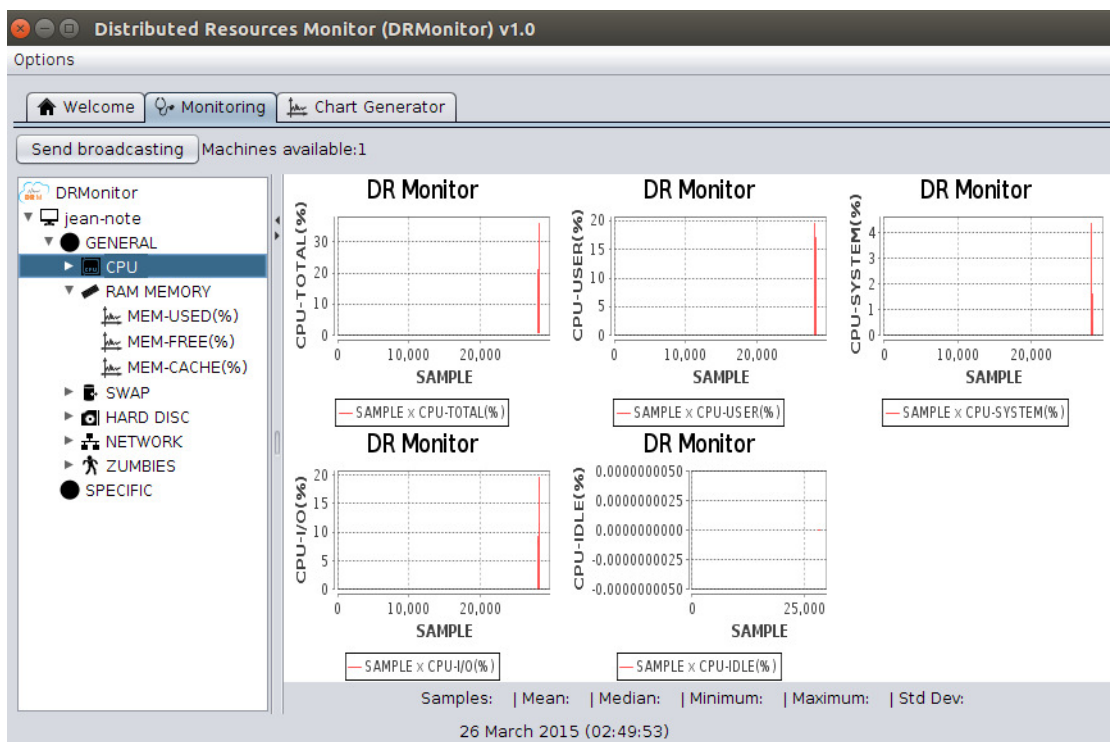 Distributed Resources Monitor (DRMonitor) v1.0
Options
Welcome
Monitoring
Chart Generator
Send broadcasting
Machines available:1
DRMonitor
jean-note
GENERAL
CPU
RAM MEMORY
MEM-USED(%)
MEM-FREE(%)
MEM-CACHE(%)
SWAP
HARD DISC
NETWORK
ZUMBIES
SPECIFIC
DR Monitor
CPU-TOTAL(%)
30
20
10
0
0 10,000 20,000
SAMPLE
SAMPLE x CPU-TOTAL(%)
DR Monitor
CPU-USER(%)
20
15
10
5
0
0 10,000 20,000
SAMPLE
SAMPLE x CPU-USER(%)
DR Monitor
CPU-SYSTEM(%)
4
3
2
1
0
0 10,000 20,000
SAMPLE
SAMPLE x CPU-SYSTEM(%)
DR Monitor
CPU-I/O(%)
20
15
10
5
0
0 10,000 20,000
SAMPLE
SAMPLE x CPU-I/O(%)
DR Monitor
CPU-IDLE(%)
0.0000000050
0.0000000025
0.0000000000
-0.0000000025
-0.0000000050
0 25,000
SAMPLE
SAMPLE x CPU-IDLE(%)
Samples: | Mean: | Median: | Minimum: | Maximum: | Std Dev:
26 March 2015 (02:49:53)